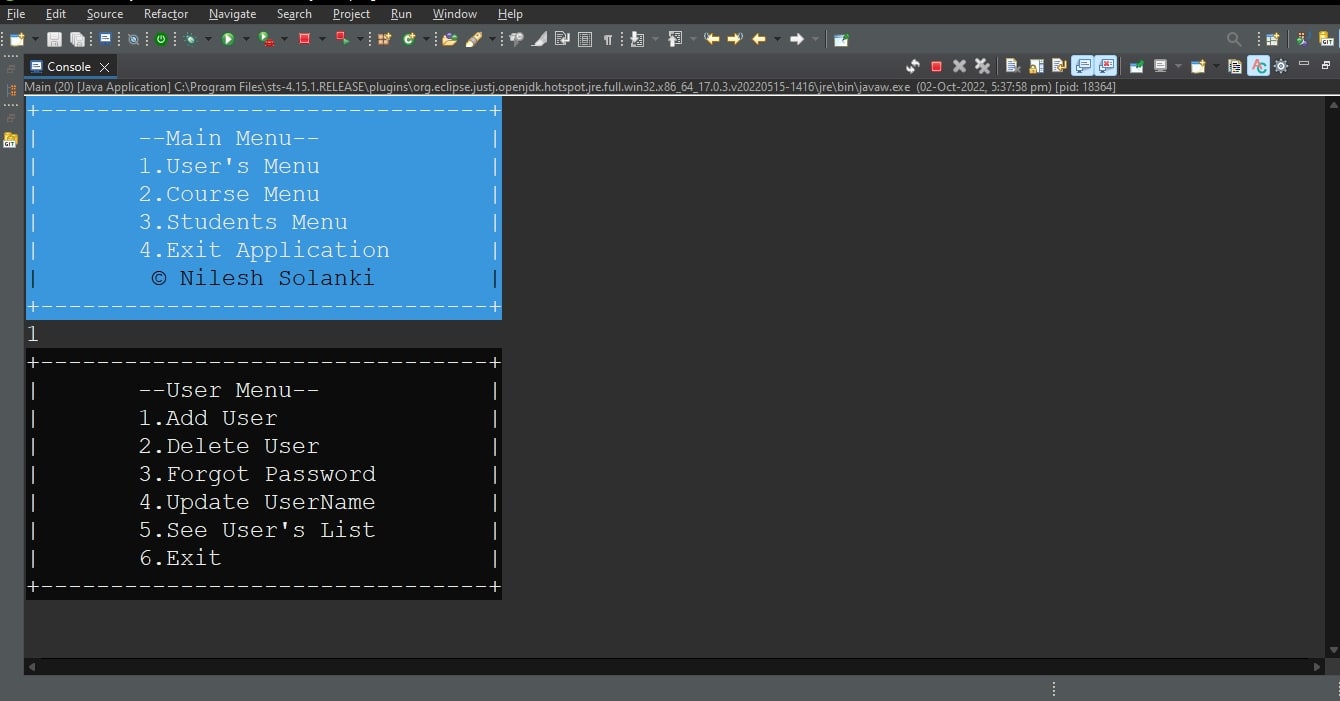 File Edit Source Refactor Navigate Search Project Run Window Help
Console
Main (20) [Java Application] C:\Program Files\sts-4.15.1.RELEASE\plugins\org.eclipse.justj.openjdk.hotspot.jre.full.win32.x86_64_17.0.3.v20220515-1416\jre\bin\javaw.exe (02-Oct-2022, 5:37:58 pm) [pid: 18364]
+--------------------------------+
| --Main Menu-- |
| 1.User's Menu |
| 2.Course Menu |
| 3.Students Menu |
| 4.Exit Application |
| © Nilesh Solanki |
+--------------------------------+
1
+--------------------------------+
| --User Menu-- |
| 1.Add User |
| 2.Delete User |
| 3.Forgot Password |
| 4.Update UserName |
| 5.See User's List |
| 6.Exit |
+--------------------------------+